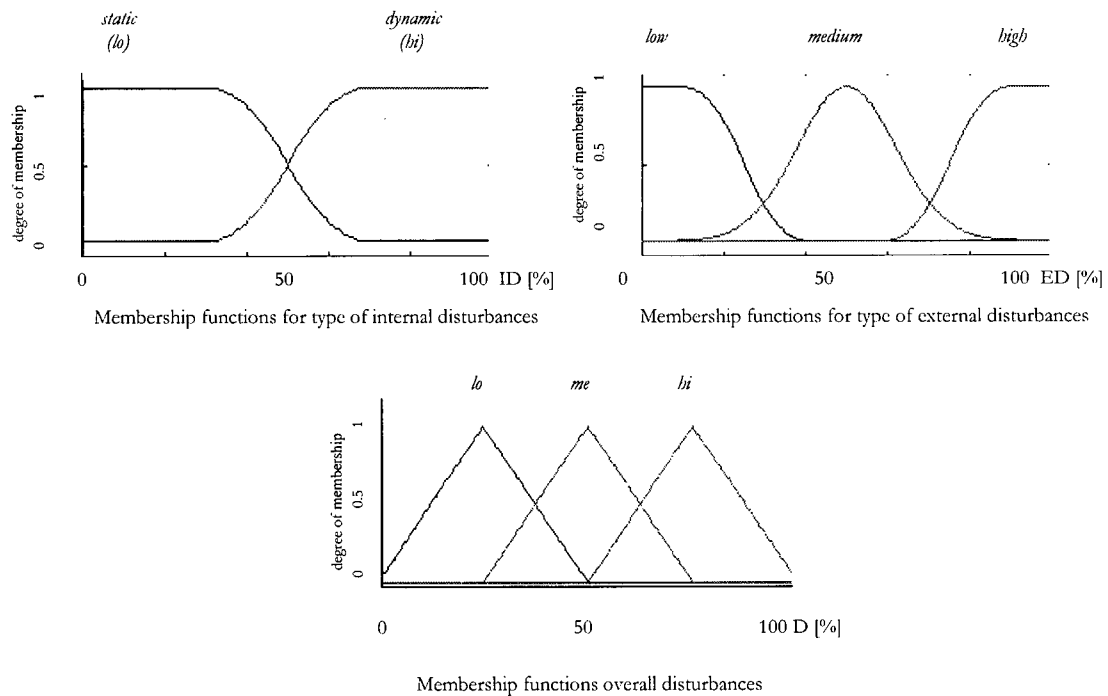 static dynamic
(lo) (hi)
degree of membership
1
0.5
0
0 50 100 ID [%]
Membership functions for type of internal disturbances
low medium high
degree of membership
1
0.5
0
0 50 100 ED [%]
Membership functions for type of external disturbances
lo me hi
degree of membership
1
0.5
0
0 50 100 D [%]
Membership functions overall disturbances